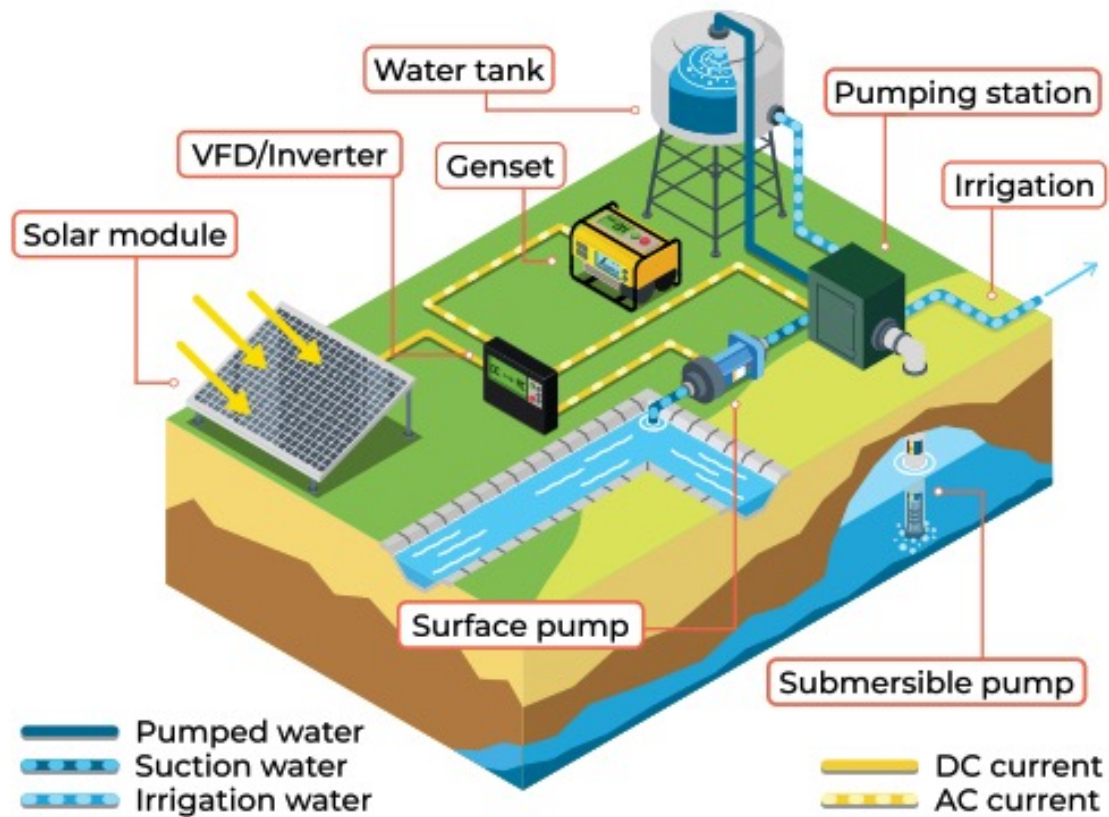 Water tank
Pumping station
VFD/Inverter
Genset
Irrigation
Solar module
Surface pump
Submersible pump
Pumped water
Suction water
Irrigation water
DC current
AC current